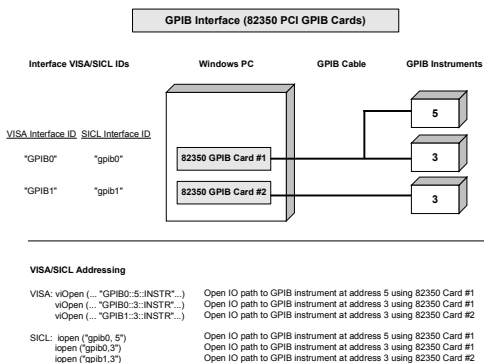 GPIB Interface (82350 PCI GPIB Cards)
Interface VISA/SICL IDs Windows PC GPIB Cable GPIB Instruments
5
VISA Interface ID SICL Interface ID
"GPIB0" "gpib0" 82350 GPIB Card #1 3
"GPIB1" "gpib1" 82350 GPIB Card #2 3
VISA/SICL Addressing
VISA: viOpen (... "GPIB0::5::INSTR"...) Open IO path to GPIB instrument at address 5 using 82350 Card #1
viOpen (... "GPIB0::3::INSTR"...) Open IO path to GPIB instrument at address 3 using 82350 Card #1
viOpen (... "GPIB1::3::INSTR"...) Open IO path to GPIB instrument at address 3 using 82350 Card #2
SICL: iopen ("gpib0, 5") Open IO path to GPIB instrument at address 5 using 82350 Card #1
iopen ("gpib0,3") Open IO path to GPIB instrument at address 3 using 82350 Card #1
iopen ("gpib1,3") Open IO path to GPIB instrument at address 3 using 82350 Card #2